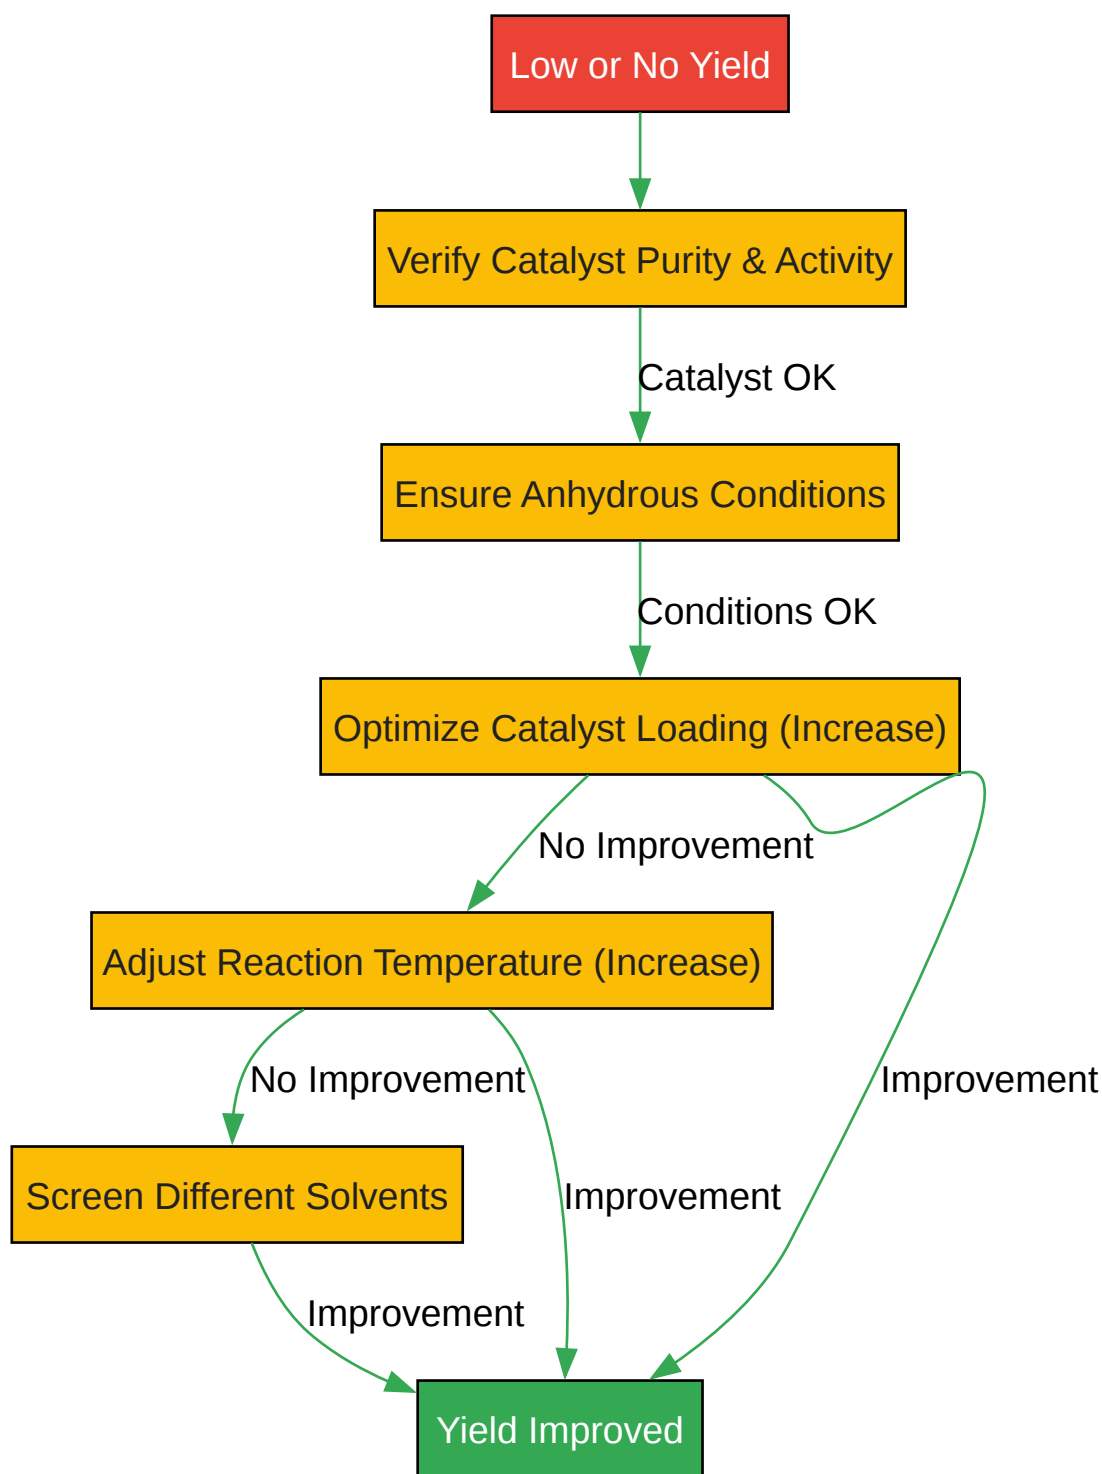 Low or No Yield
Verify Catalyst Purity & Activity
Catalyst OK
Ensure Anhydrous Conditions
Conditions OK
Optimize Catalyst Loading (Increase)
No Improvement
Adjust Reaction Temperature (Increase)
No Improvement
Improvement
Screen Different Solvents
Improvement
Improvement
Yield Improved